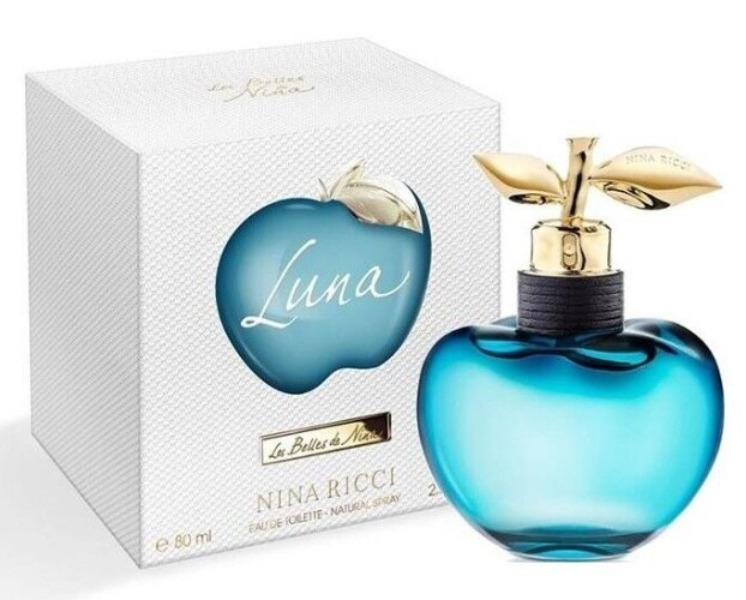 Les Belles de
Nina
Luna
Les Belles de Nina
NINA RICCI
EAU DE TOILETTE - NATURAL SPRAY
e 80 ml
2.
NINA RICCI